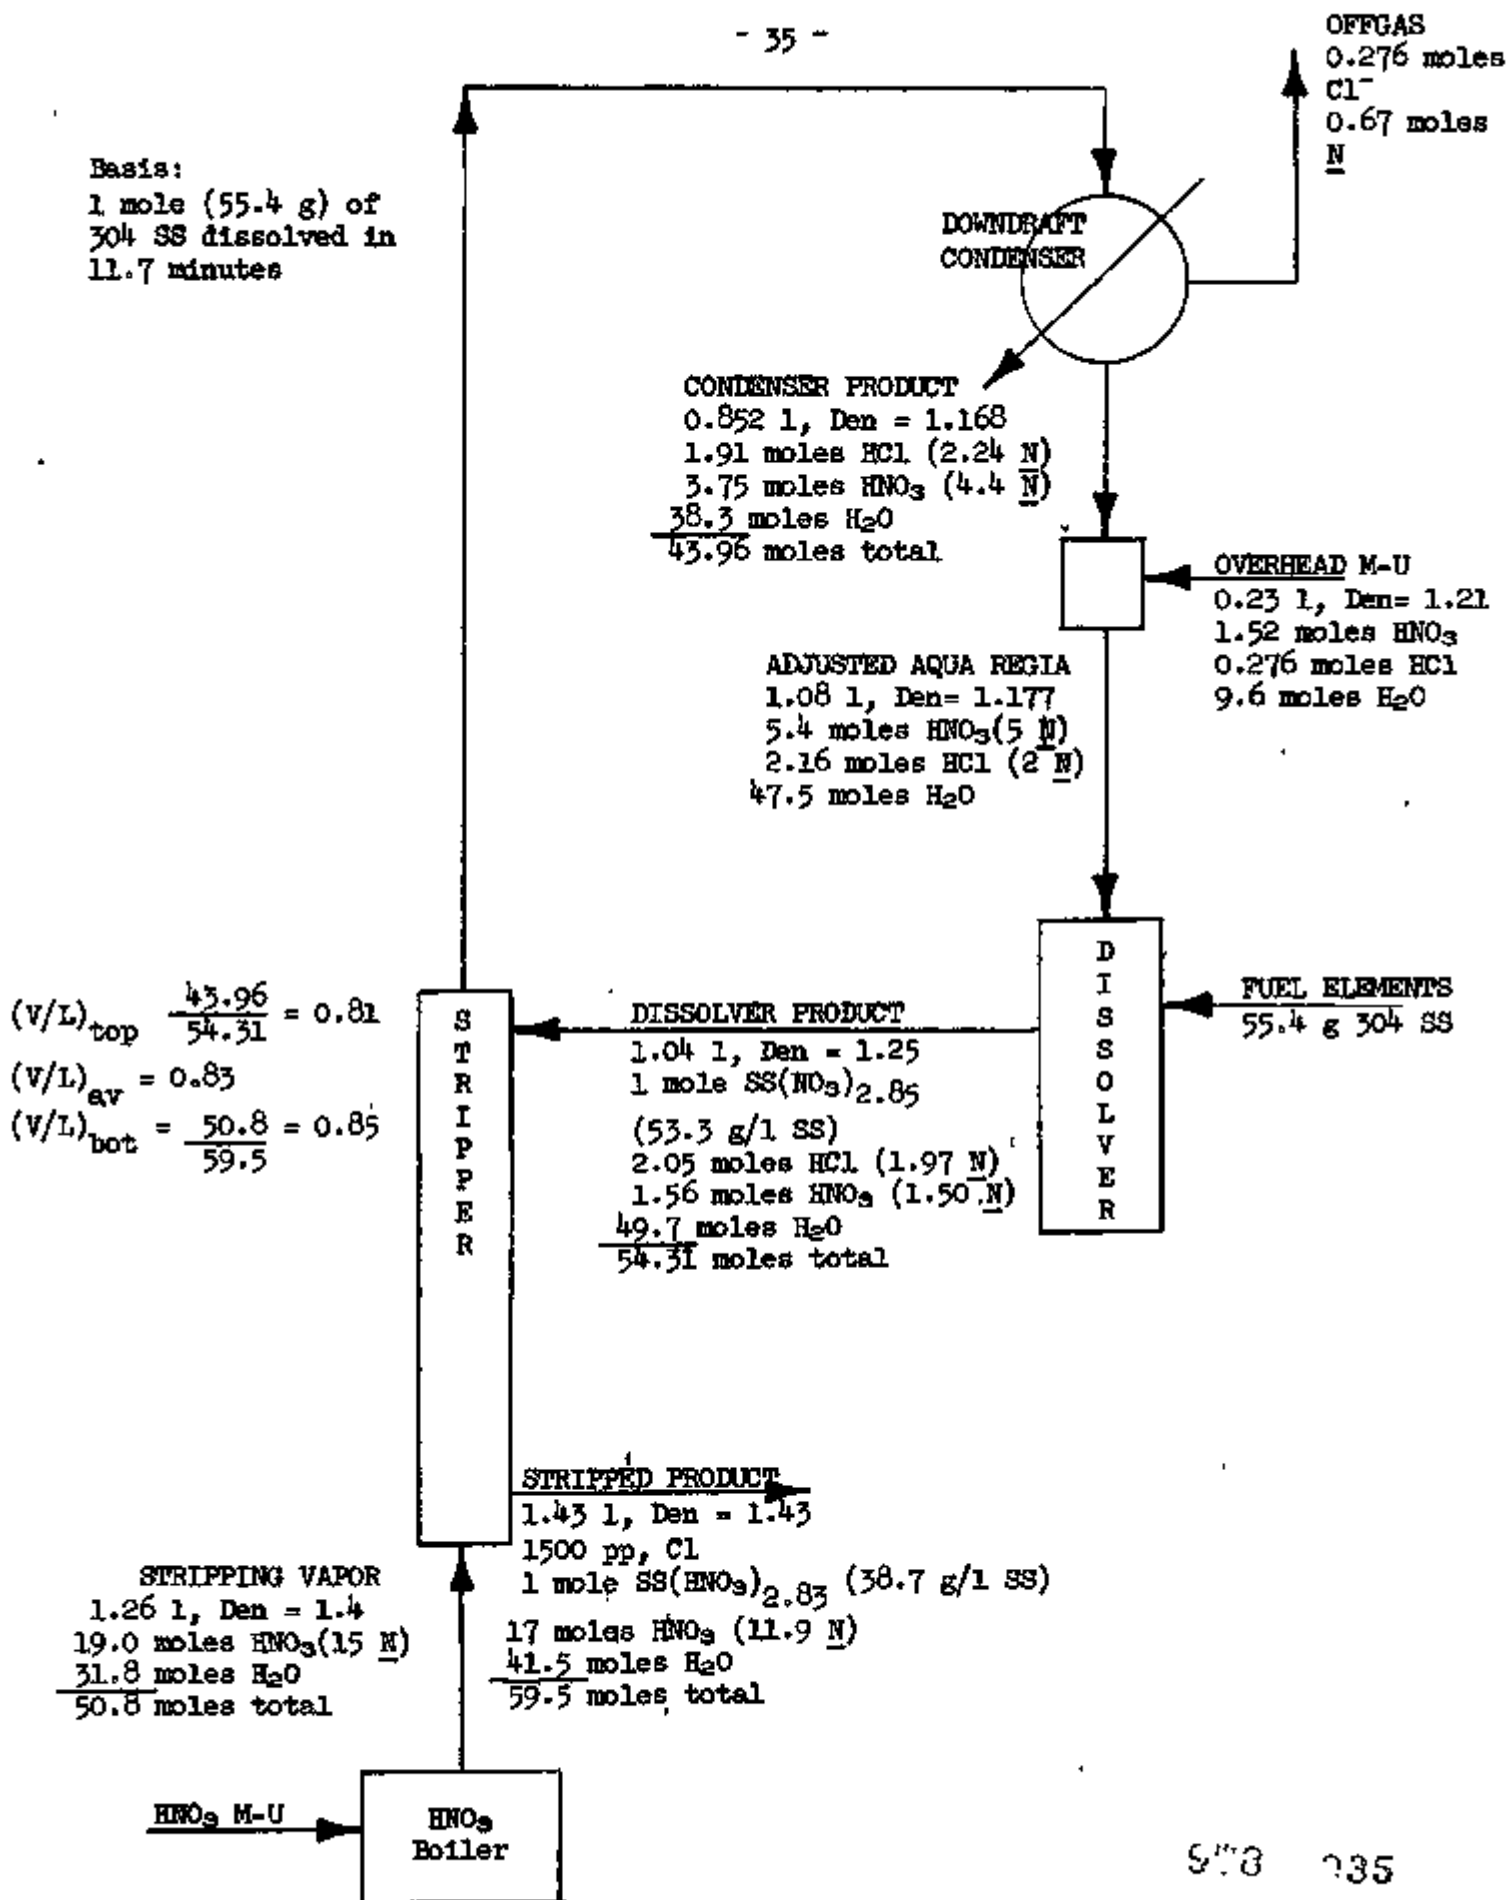 - 35 -
OFFGAS
0.276 moles
Cl⁻
0.67 moles
N
Basis:
1 mole (55.4 g) of
304 SS dissolved in
11.7 minutes
DOWNDRAFT
CONDENSER
CONDENSER PRODUCT
0.852 l, Den = 1.168
1.91 moles HCl (2.24 N)
3.75 moles HNO₃ (4.4 N)
38.3 moles H₂O
43.96 moles total
OVERHEAD M-U
0.23 l, Den= 1.21
1.52 moles HNO₃
0.276 moles HCl
9.6 moles H₂O
ADJUSTED AQUA REGIA
1.08 l, Den= 1.177
5.4 moles HNO₃(5 N)
2.16 moles HCl (2 N)
47.5 moles H₂O
DISSOLVER
FUEL ELEMENTS
55.4 g 304 SS
(V/L)top 43.96/54.31 = 0.81
(V/L)av = 0.83
(V/L)bot = 50.8/59.5 = 0.85
STRIPPER
DISSOLVER PRODUCT
1.04 l, Den = 1.25
1 mole SS(NO₃)₂.₈₅
(53.3 g/l SS)
2.05 moles HCl (1.97 N)
1.56 moles HNO₃ (1.50 N)
49.7 moles H₂O
54.31 moles total
STRIPPED PRODUCT
1.43 l, Den = 1.43
1500 pp, Cl
1 mole SS(HNO₃)₂.₈₃ (38.7 g/l SS)
17 moles HNO₃ (11.9 N)
41.5 moles H₂O
59.5 moles total
STRIPPING VAPOR
1.26 l, Den = 1.4
19.0 moles HNO₃(15 N)
31.8 moles H₂O
50.8 moles total
HNO₃ M-U
HNO₃
Boiler
035